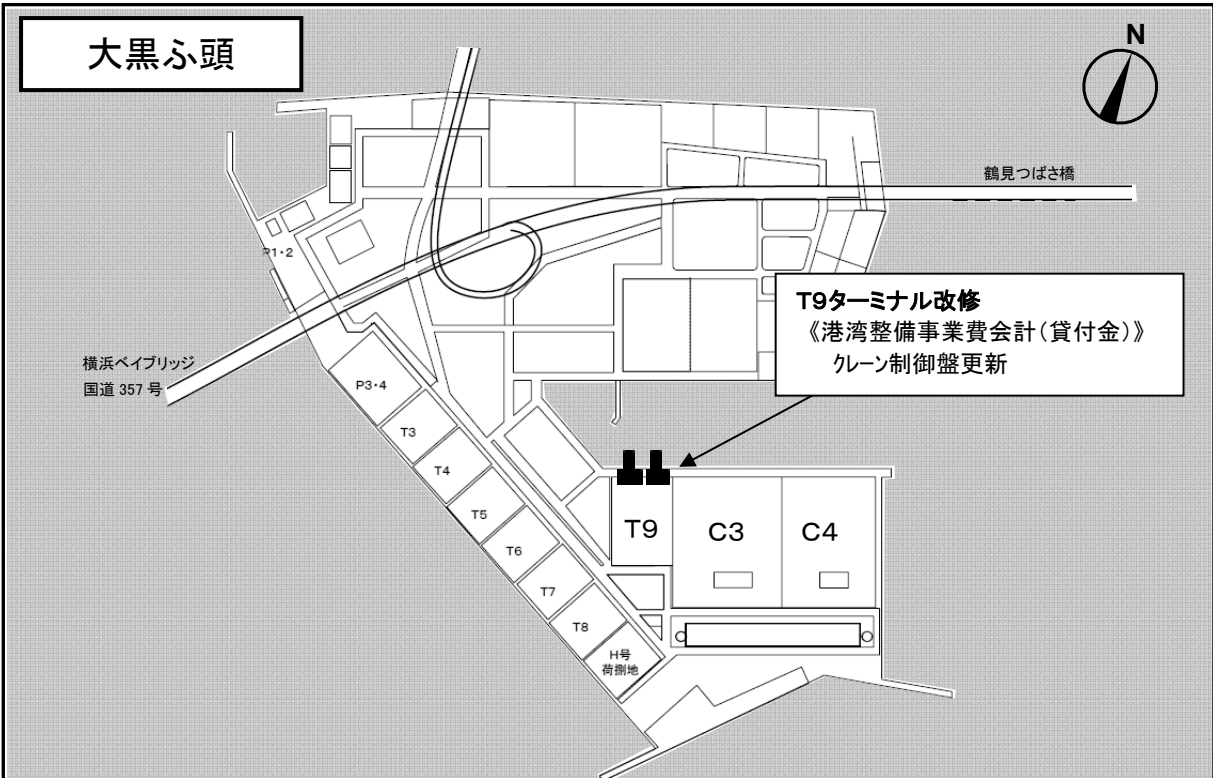 大黒ふ頭
N
鶴見つばさ橋
P1・2
T9ターミナル改修
《港湾整備事業費会計(貸付金)》
クレーン制御盤更新
横浜ベイブリッジ
国道 357 号
P3・4
T3
T4
T5
T6
T7
T8
H号
荷捌地
T9
C3
C4